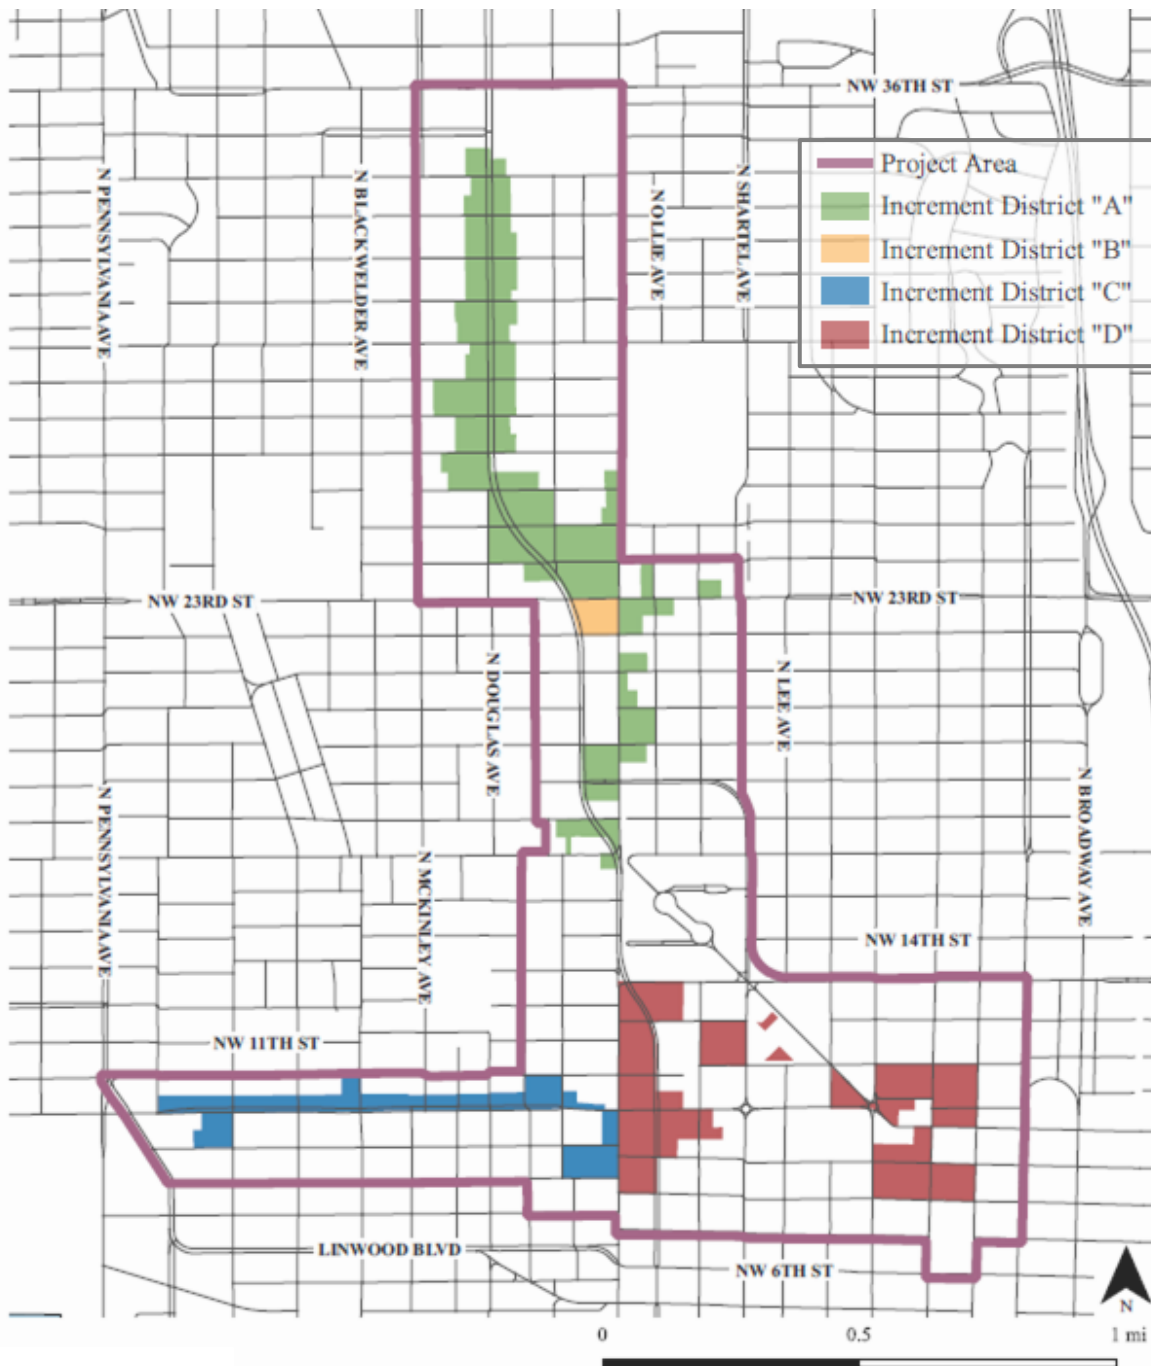 NW 36TH ST
Project Area
Increment District "A"
Increment District "B"
Increment District "C"
Increment District "D"
N PENNSYLVANIA AVE
N BLACKWELDER AVE
N OLLIE AVE
N SHARTEL AVE
NW 23RD ST
NW 23RD ST
N DOUGLAS AVE
N LEE AVE
N BROADWAY AVE
N PENNSYLVANIA AVE
N MCKINLEY AVE
NW 14TH ST
NW 11TH ST
LINWOOD BLVD
NW 6TH ST
N
0 0.5 1 mi